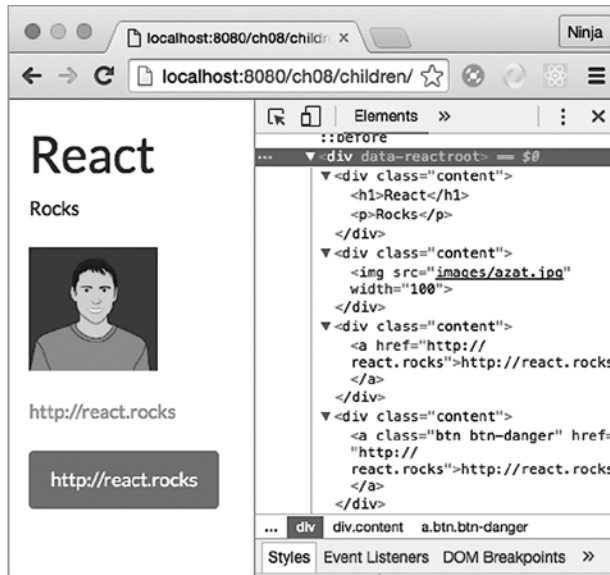 localhost:8080/ch08/childr
Ninja
localhost:8080/ch08/children/
React
Rocks
http://react.rocks
http://react.rocks
Elements
::before
... ▼<div data-reactroot> == $0
▼<div class="content">
<h1>React</h1>
<p>Rocks</p>
</div>
▼<div class="content">
<img src="images/azat.jpg"
width="100">
</div>
▼<div class="content">
<a href="http://
react.rocks">http://react.rocks
</a>
</div>
▼<div class="content">
<a class="btn btn-danger" href=
"http://
react.rocks">http://react.rocks
</a>
</div>
... div div.content a.btn.btn-danger
Styles Event Listeners DOM Breakpoints »